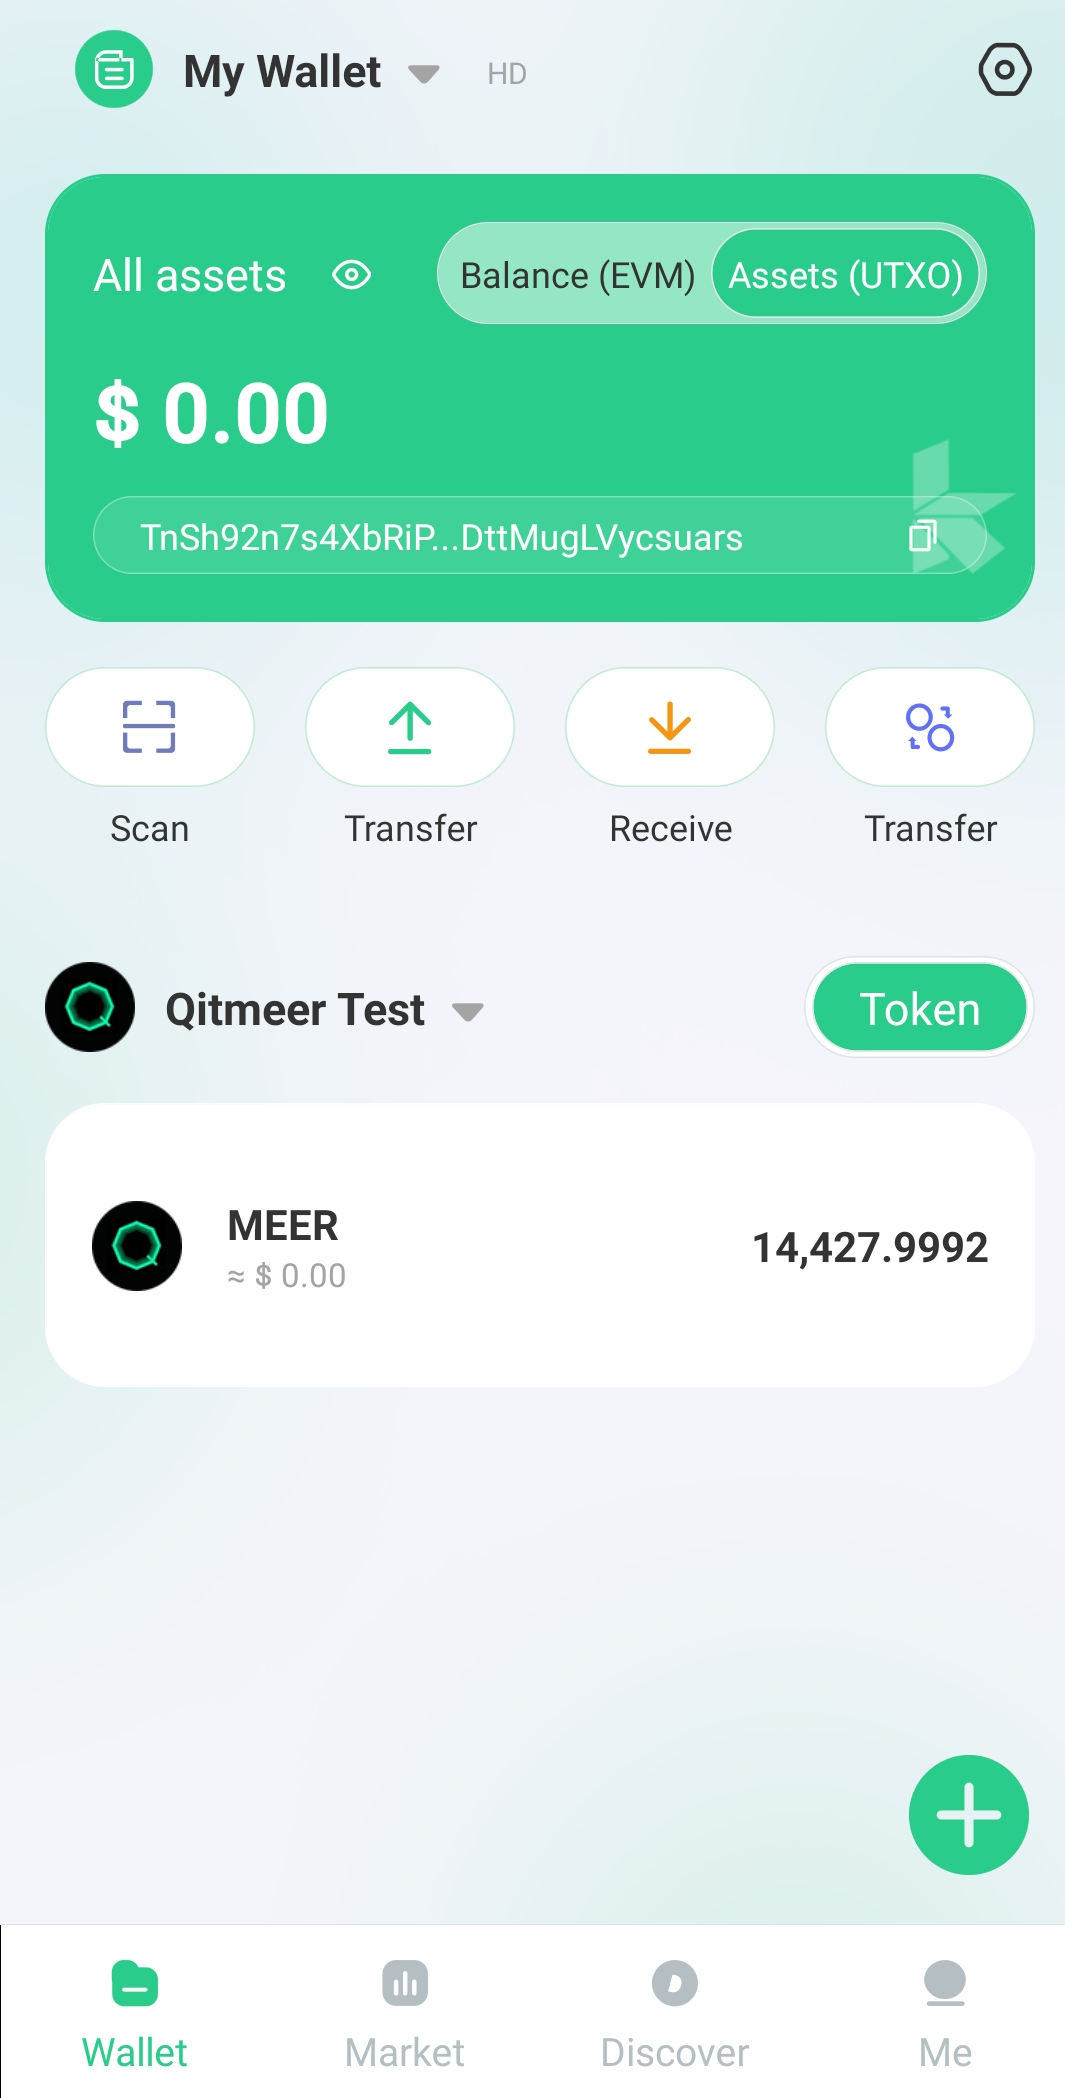 My Wallet HD
All assets Balance (EVM) Assets (UTXO)
$ 0.00
TnSh92n7s4XbRiP...DttMugLVycsuars
Scan Transfer Receive Transfer
Qitmeer Test Token
MEER
14,427.9992
≈ $ 0.00
Wallet Market Discover Me